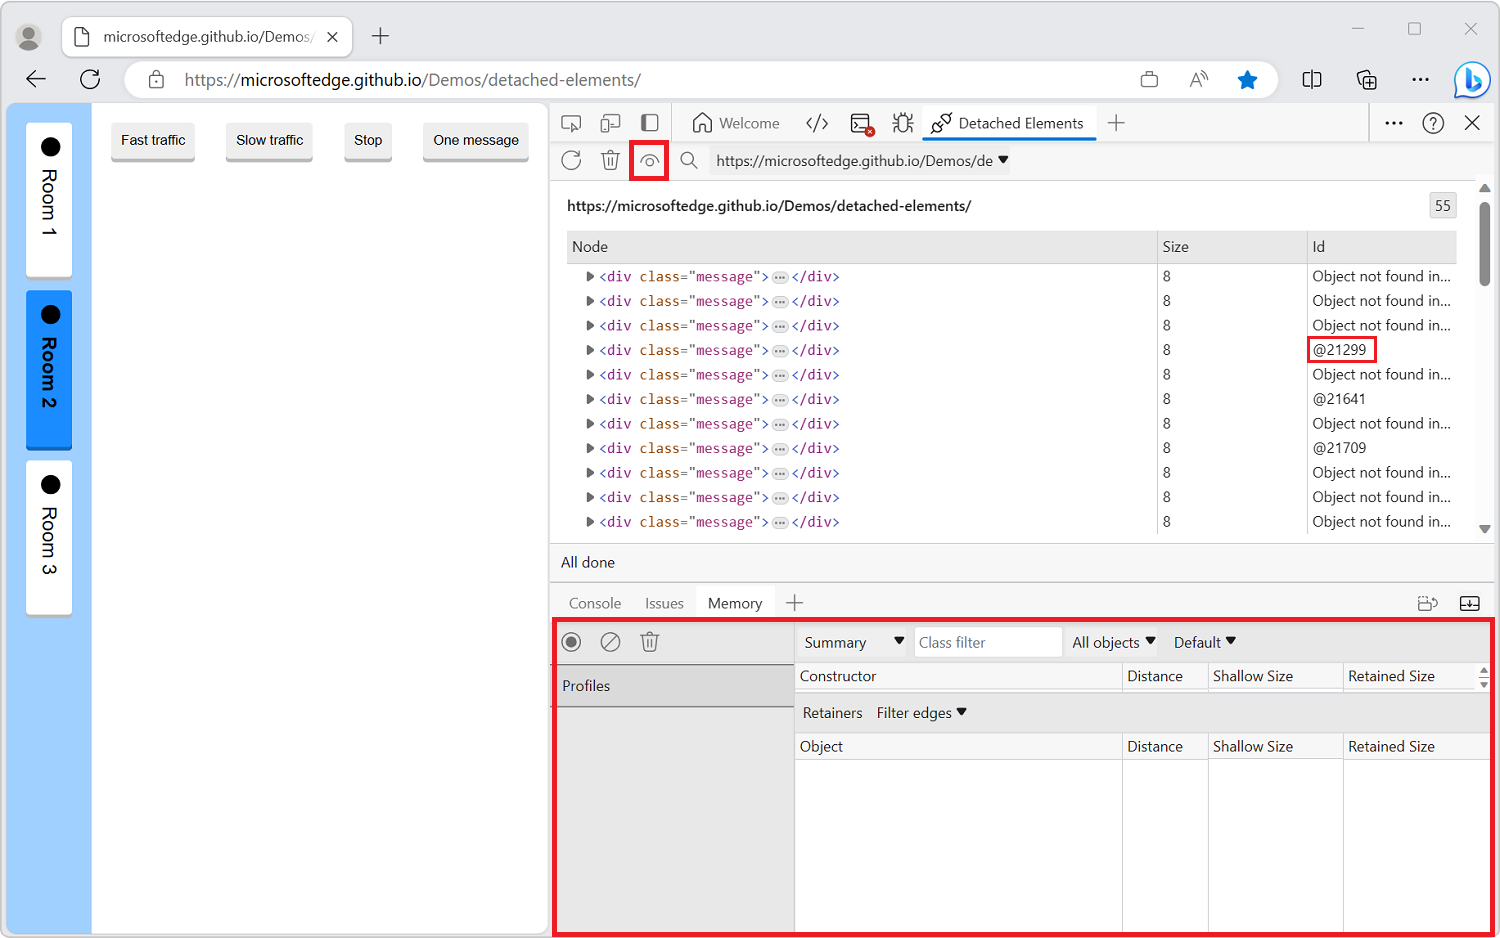 microsoftedge.github.io/Demos/
https://microsoftedge.github.io/Demos/detached-elements/
Room 1
Room 2
Room 3
Fast traffic
Slow traffic
Stop
One message
Welcome
Detached Elements
https://microsoftedge.github.io/Demos/de
https://microsoftedge.github.io/Demos/detached-elements/ 55
Node Size Id
<div class="message">…</div> 8 Object not found in...
<div class="message">…</div> 8 Object not found in...
<div class="message">…</div> 8 Object not found in...
<div class="message">…</div> 8 @21299
<div class="message">…</div> 8 Object not found in...
<div class="message">…</div> 8 @21641
<div class="message">…</div> 8 Object not found in...
<div class="message">…</div> 8 @21709
<div class="message">…</div> 8 Object not found in...
<div class="message">…</div> 8 Object not found in...
<div class="message">…</div> 8 Object not found in...
All done
Console Issues Memory
Profiles
Summary Class filter All objects Default
Constructor Distance Shallow Size Retained Size
Retainers Filter edges
Object Distance Shallow Size Retained Size